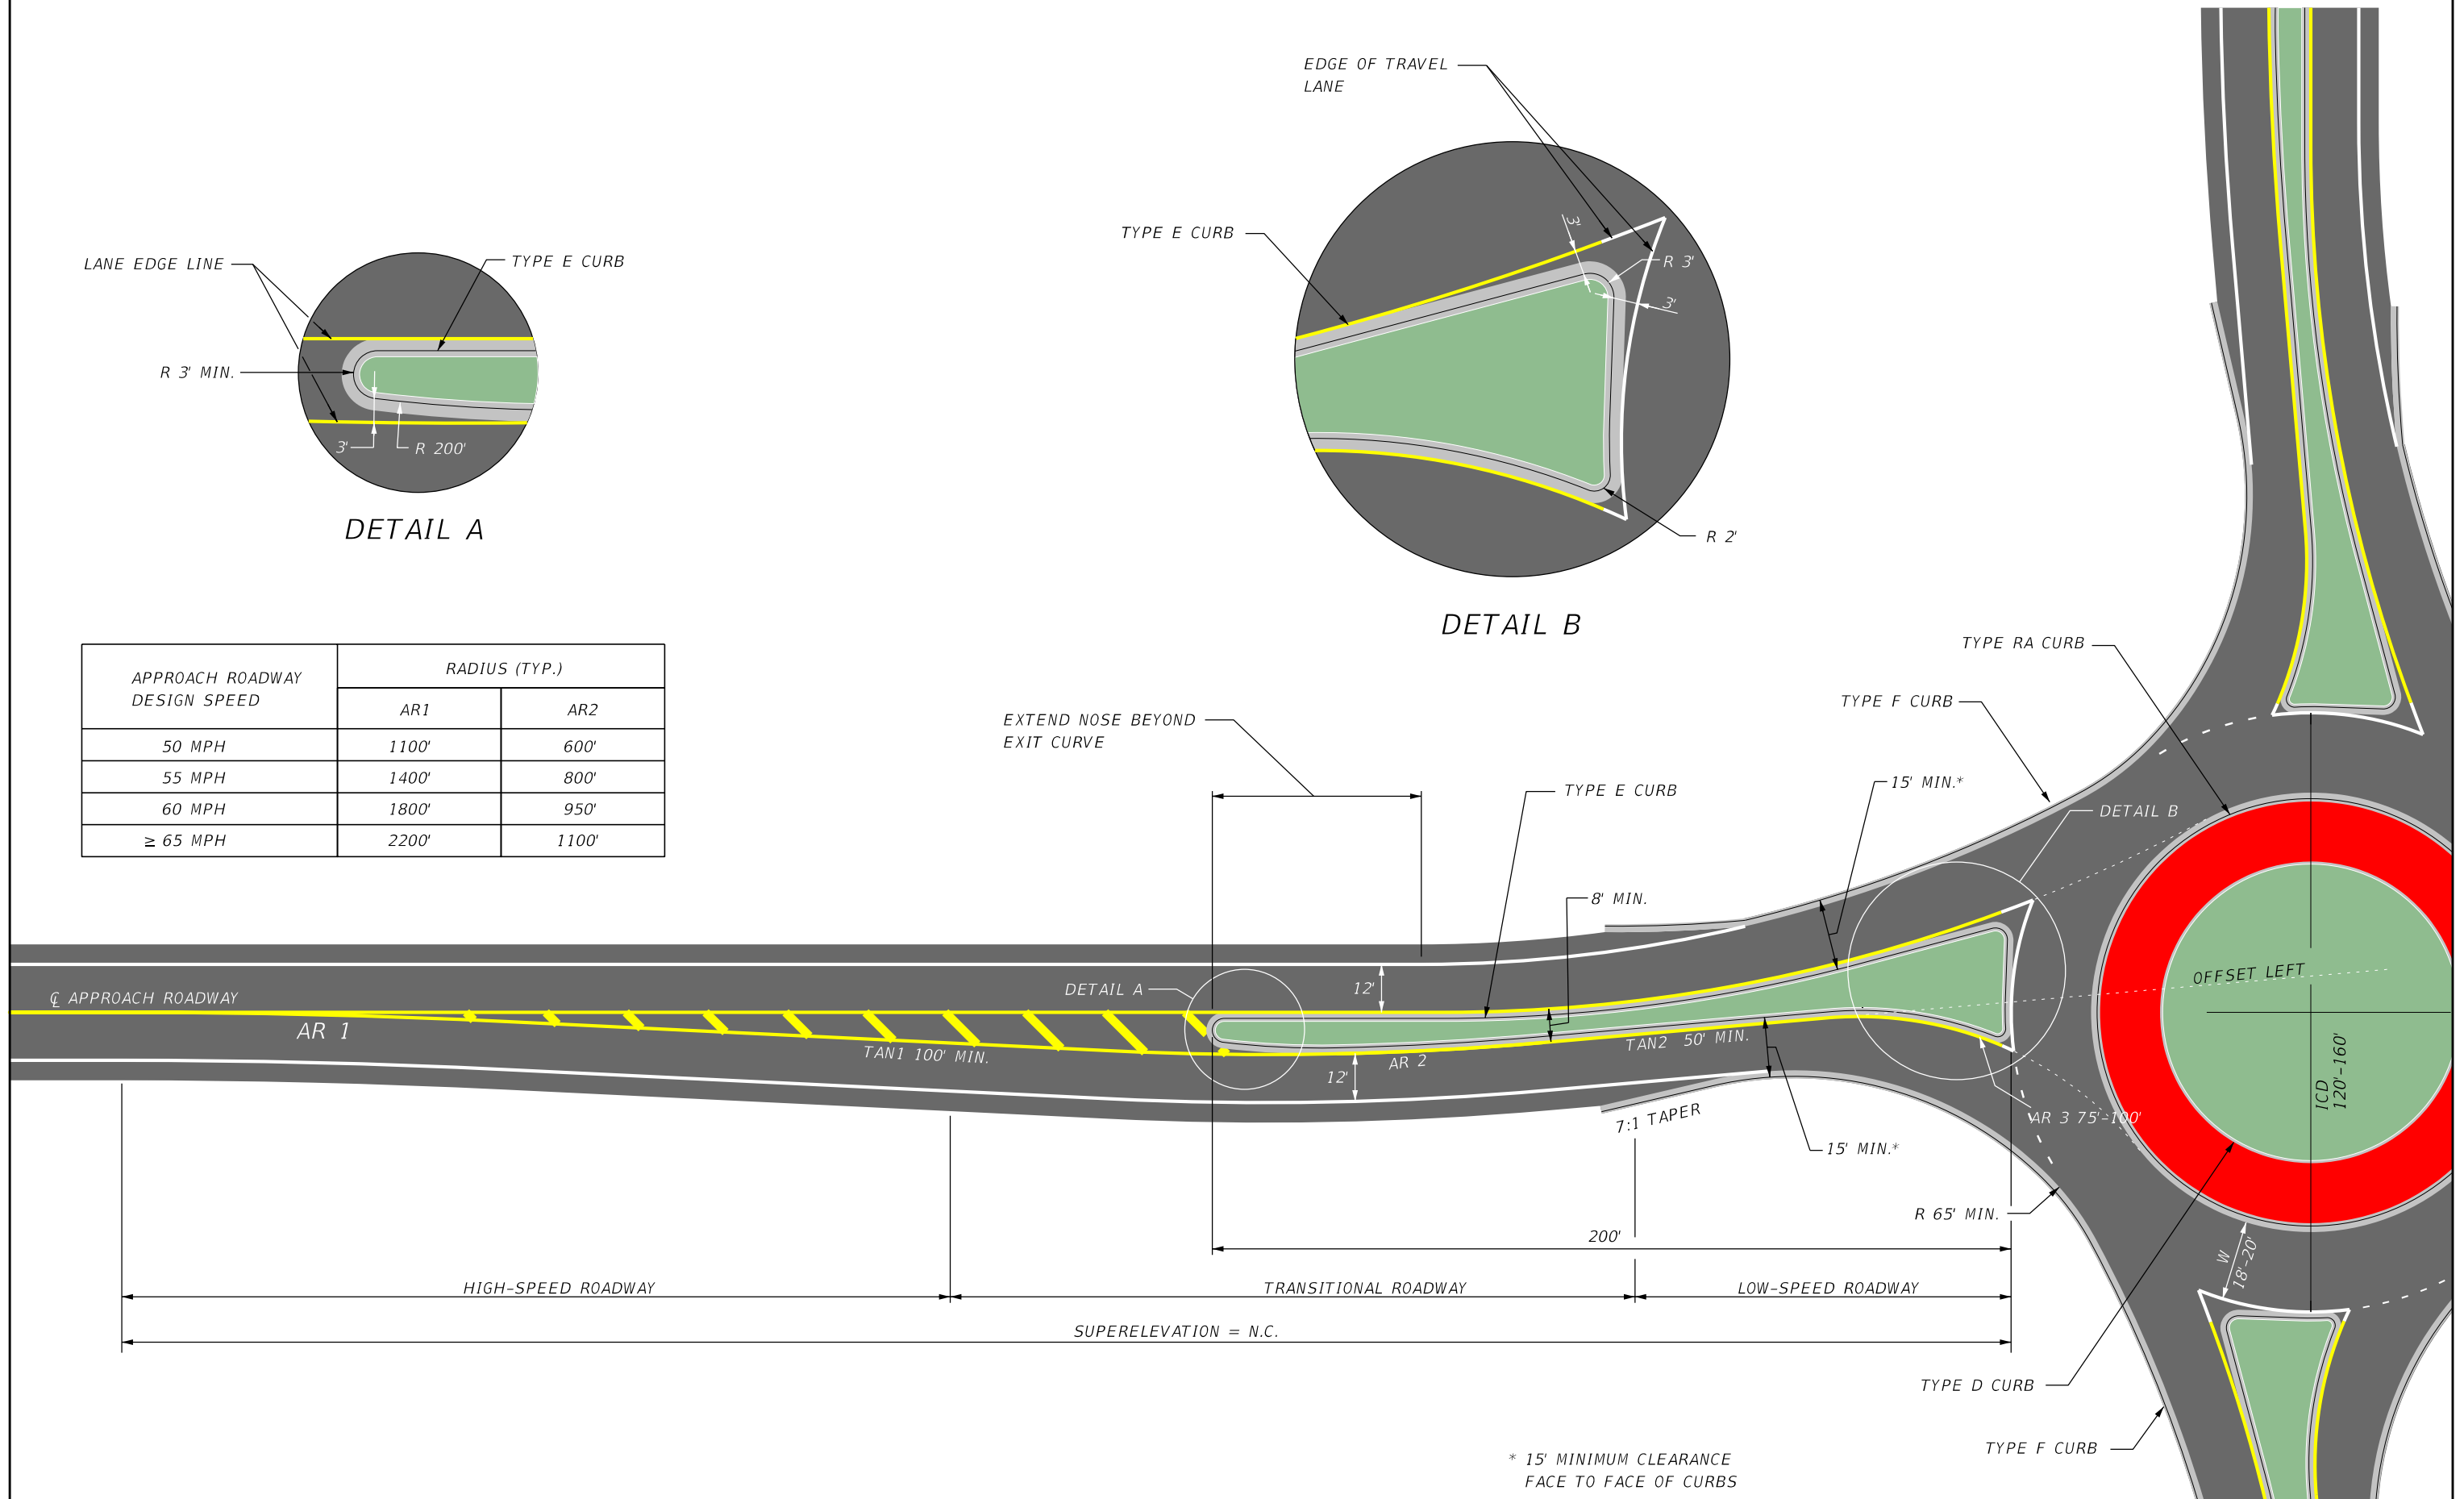 EDGE OF TRAVEL
LANE
TYPE E CURB
3'
R 3'
3'
R 2'
DETAIL B
LANE EDGE LINE
TYPE E CURB
R 3' MIN.
3'
R 200'
DETAIL A
APPROACH ROADWAY
DESIGN SPEED
RADIUS (TYP.)
AR1 AR2
50 MPH 1100' 600'
55 MPH 1400' 800'
60 MPH 1800' 950'
≥ 65 MPH 2200' 1100'
EXTEND NOSE BEYOND
EXIT CURVE
TYPE RA CURB
TYPE F CURB
TYPE E CURB
15' MIN.*
DETAIL B
8' MIN.
DETAIL A
12'
OFFSET LEFT
℄ APPROACH ROADWAY
AR 1
TAN1 100' MIN.
12'
AR 2
TAN2 50' MIN.
7:1 TAPER
15' MIN.*
AR 3 75'-100'
ICD
120'-160'
R 65' MIN.
W
18'-20'
200'
HIGH-SPEED ROADWAY
TRANSITIONAL ROADWAY
LOW-SPEED ROADWAY
SUPERELEVATION = N.C.
TYPE D CURB
TYPE F CURB
* 15' MINIMUM CLEARANCE
FACE TO FACE OF CURBS